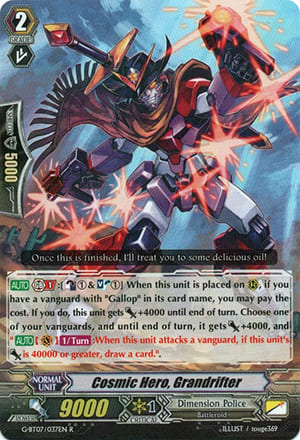 2
GRADE
5000
SHIELD
Once this is finished, I'll treat you to some delicious oil!
AUTO CB1 : [ 1 & 1] When this unit is placed on , if you
have a vanguard with "Gallop" in its card name, you may pay the
cost. If you do, this unit gets +4000 until end of turn. Choose one
of your vanguards, and until end of turn, it gets +4000 and
" AUTO [ ] 1/Turn :When this unit attacks a vanguard, if this unit's
is 40000 or greater, draw a card.".
NORMAL
UNIT
Cosmic Hero, Grandrifter
POWER
9000
1
CRITICAL
Dimension Police
Battleroid
G-BT07/037EN R
ILLUST / touge369